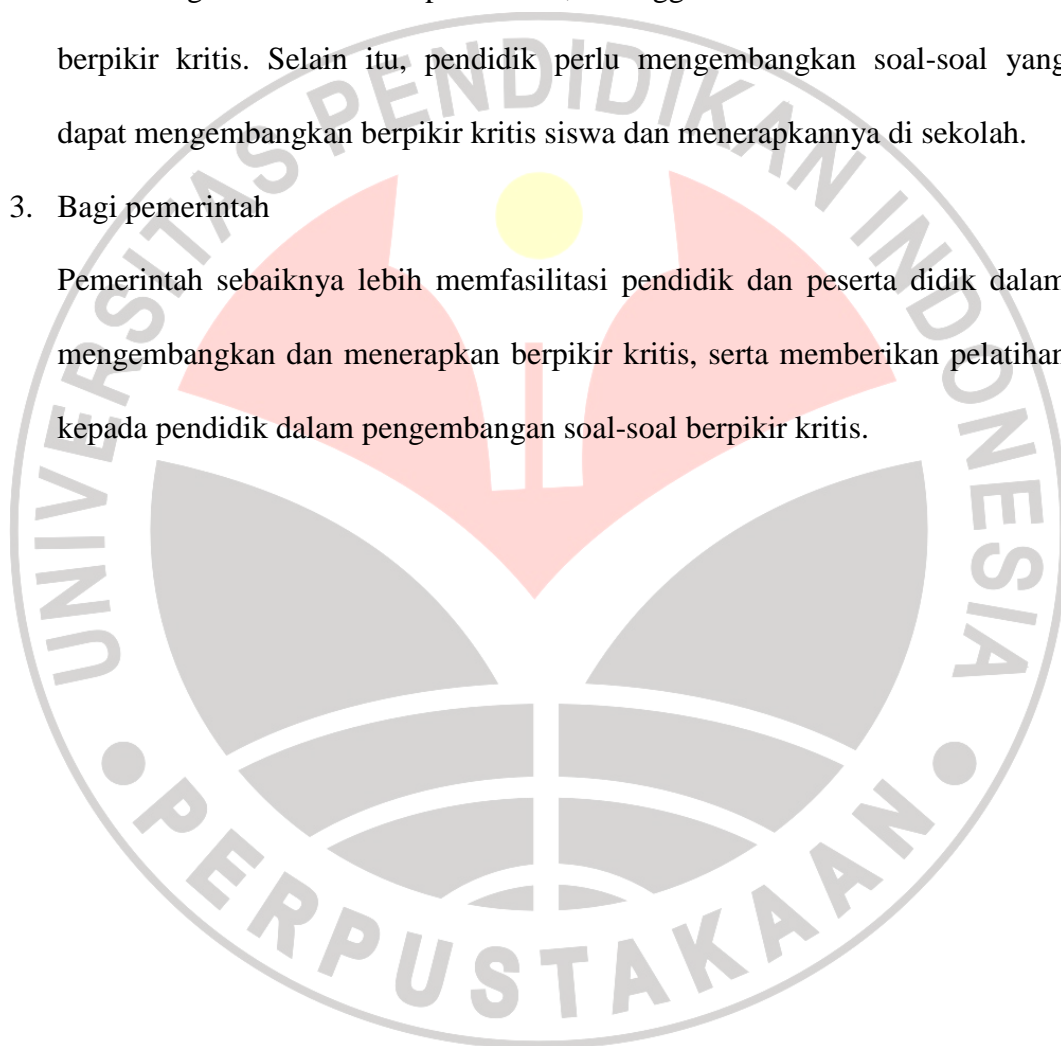 berpikir kritis. Selain itu, pendidik perlu mengembangkan soal-soal yang
dapat mengembangkan berpikir kritis siswa dan menerapkannya di sekolah.
3. Bagi pemerintah
Pemerintah sebaiknya lebih memfasilitasi pendidik dan peserta didik dalam
mengembangkan dan menerapkan berpikir kritis, serta memberikan pelatihan
kepada pendidik dalam pengembangan soal-soal berpikir kritis.
UNIVERSITAS PENDIDIKAN INDONESIA
PERPUSTAKAAN